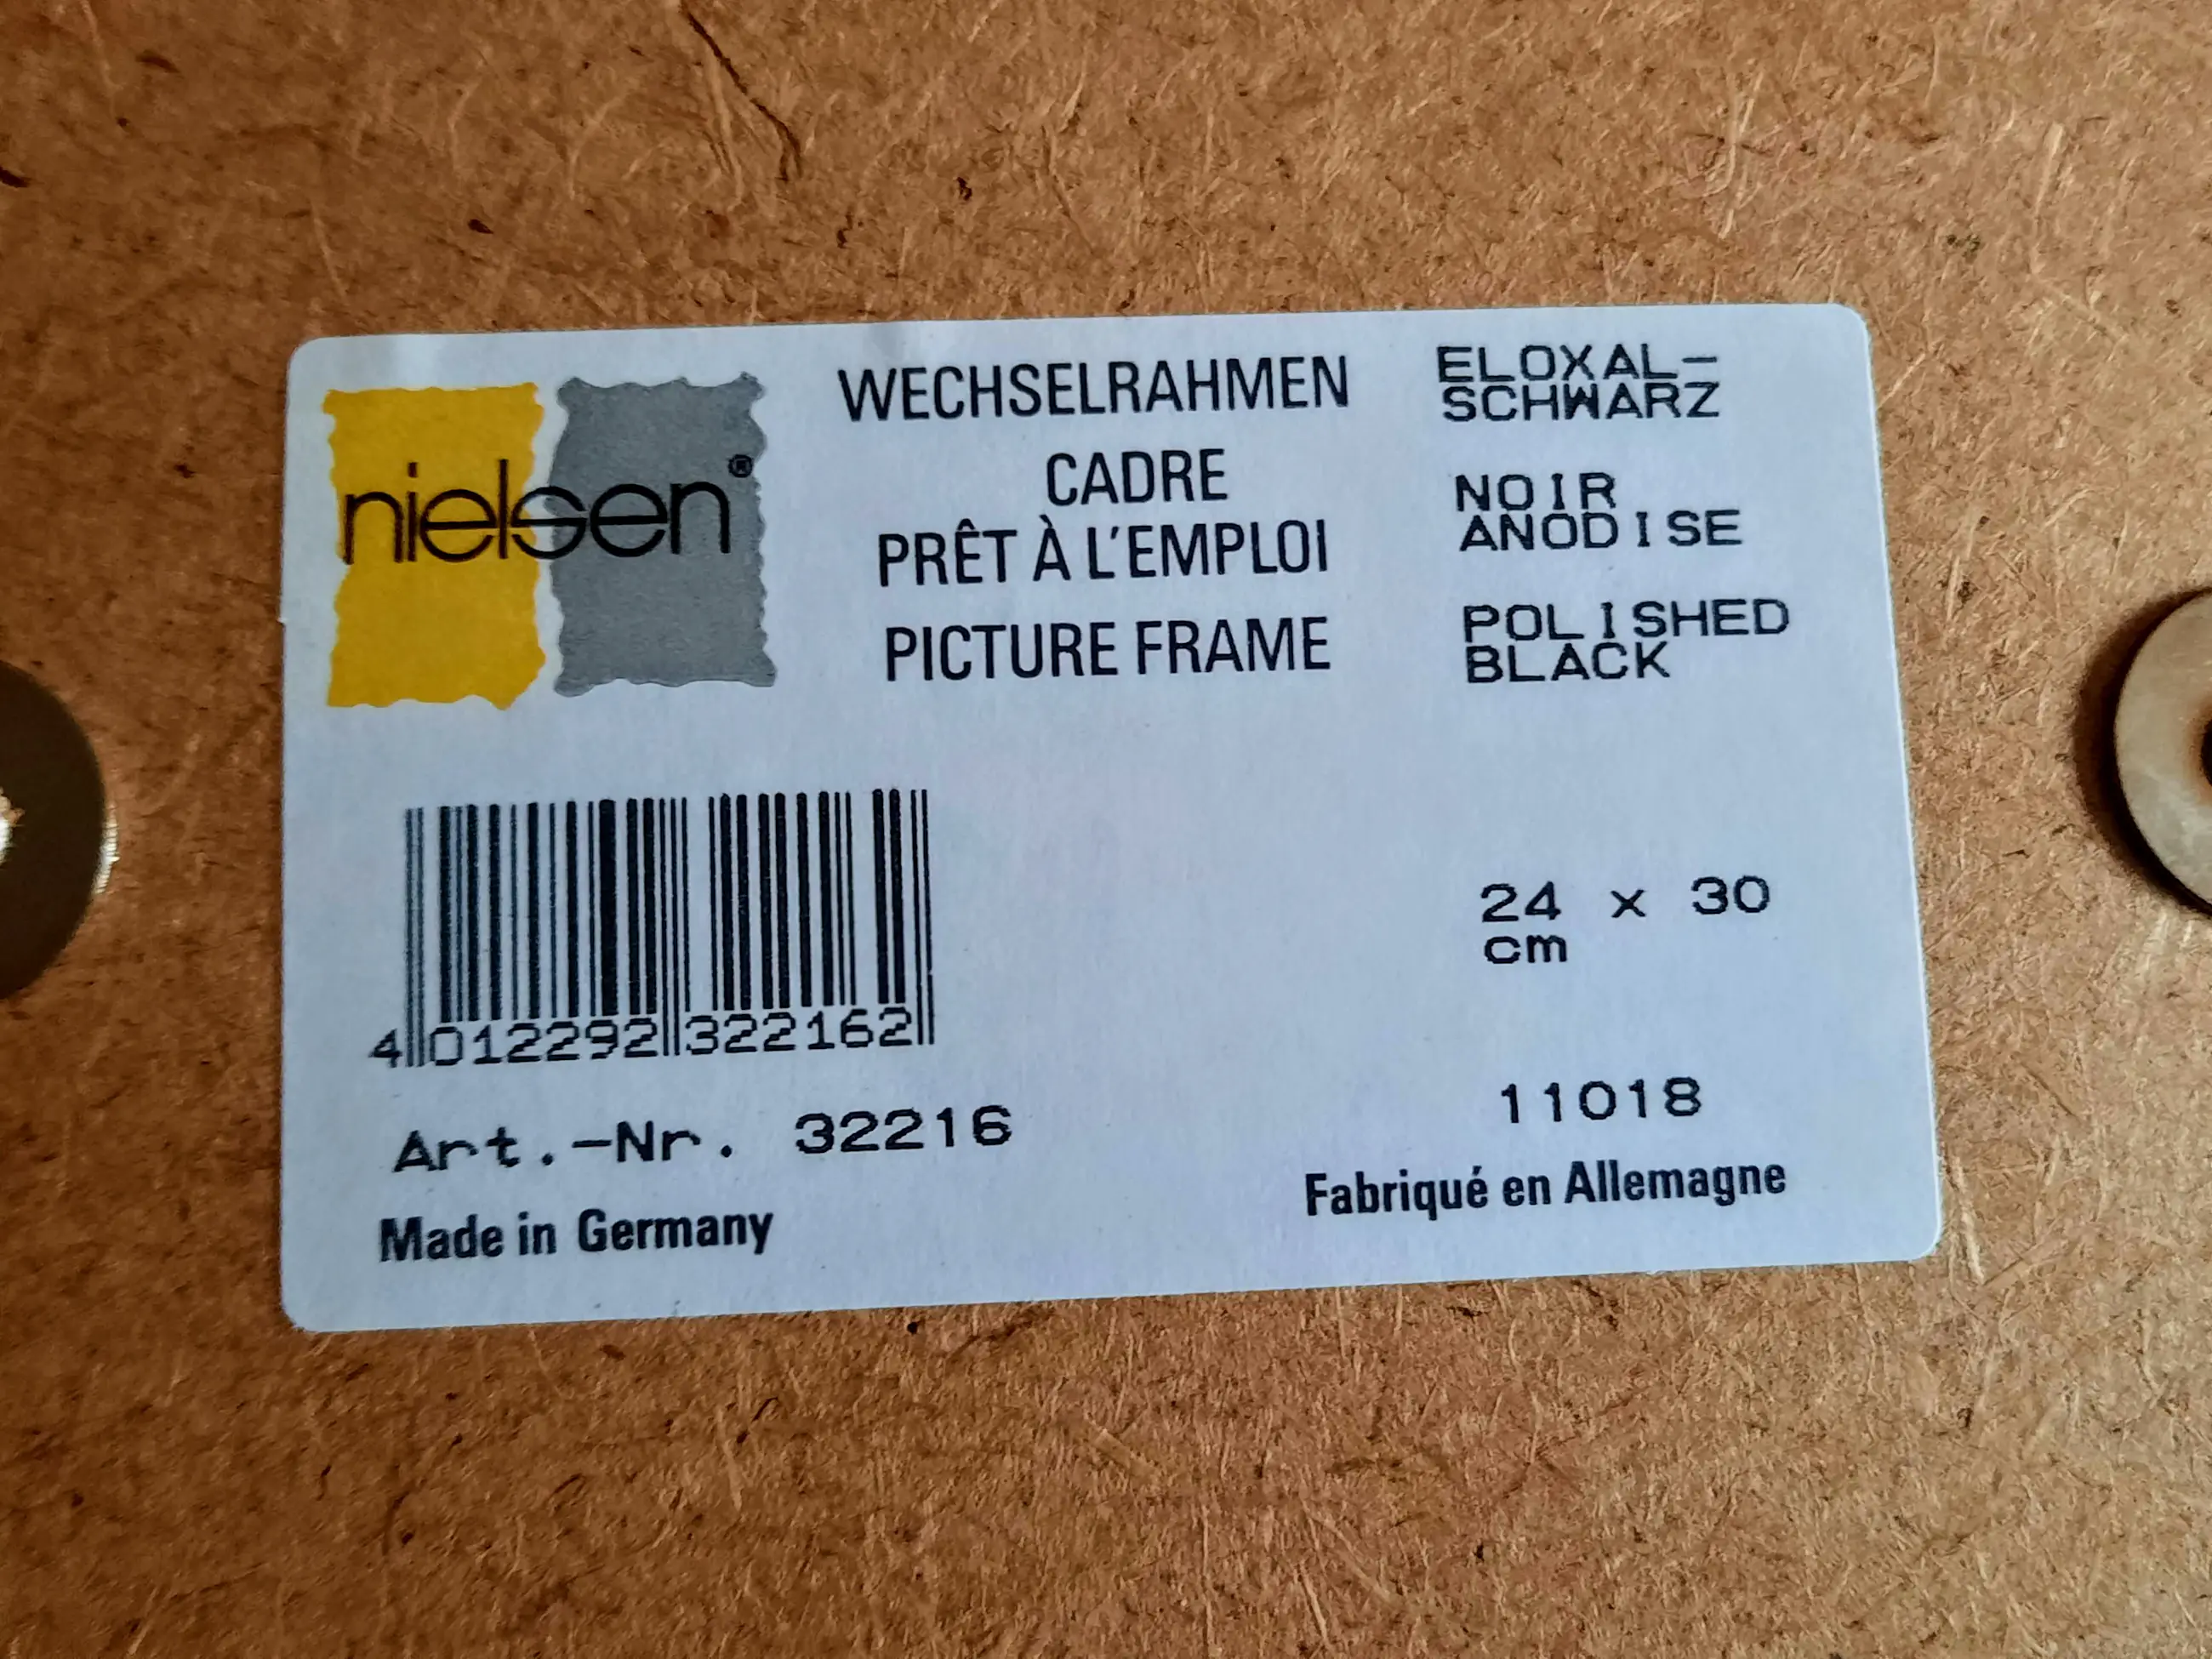 nielsen®
WECHSELRAHMEN
CADRE
PRÊT À L'EMPLOI
PICTURE FRAME
ELOXAL-
SCHWARZ
NOIR
ANODISE
POLISHED
BLACK
4 012292 322162
24 x 30
cm
Art.-Nr. 32216
11018
Made in Germany
Fabriqué en Allemagne